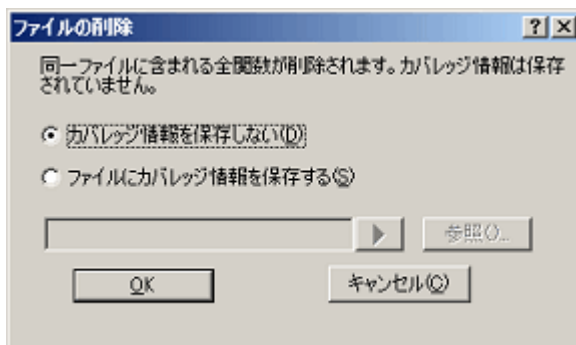 ファイルの削除
同一ファイルに含まれる全関数が削除されます。カバレッジ情報は保存
されていません。
カバレッジ情報を保存しない(D)
ファイルにカバレッジ情報を保存する(S)
参照()...
OK
キャンセル(C)